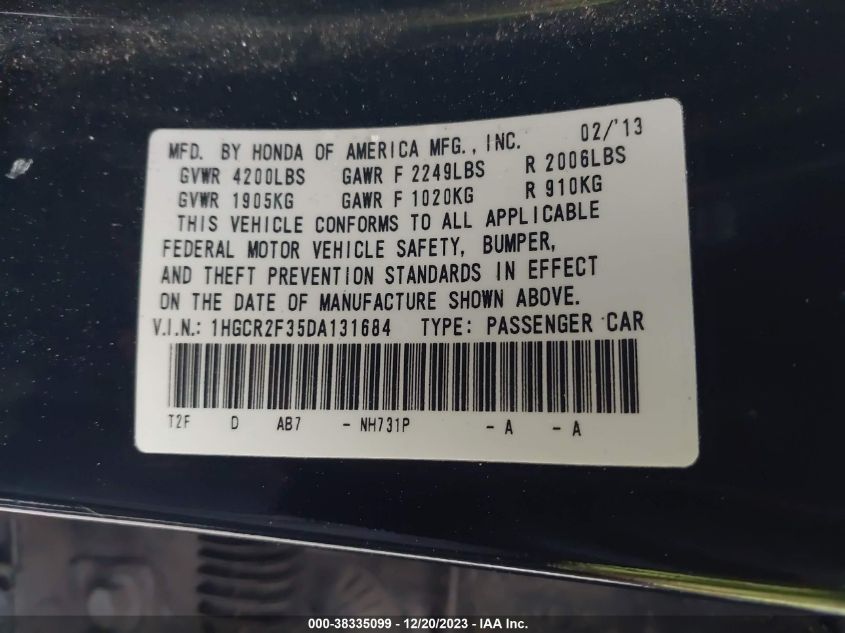 MFD. BY HONDA OF AMERICA MFG., INC. 02/'13
GVWR 4200LBS GAWR F 2249LBS R 2006LBS
GVWR 1905KG GAWR F 1020KG R 910KG
THIS VEHICLE CONFORMS TO ALL APPLICABLE
FEDERAL MOTOR VEHICLE SAFETY, BUMPER,
AND THEFT PREVENTION STANDARDS IN EFFECT
ON THE DATE OF MANUFACTURE SHOWN ABOVE.
V.I.N.: 1HGCR2F35DA131684 TYPE: PASSENGER CAR
T2F D AB7 - NH731P - A - A
000-38335099 - 12/20/2023 - IAA Inc.